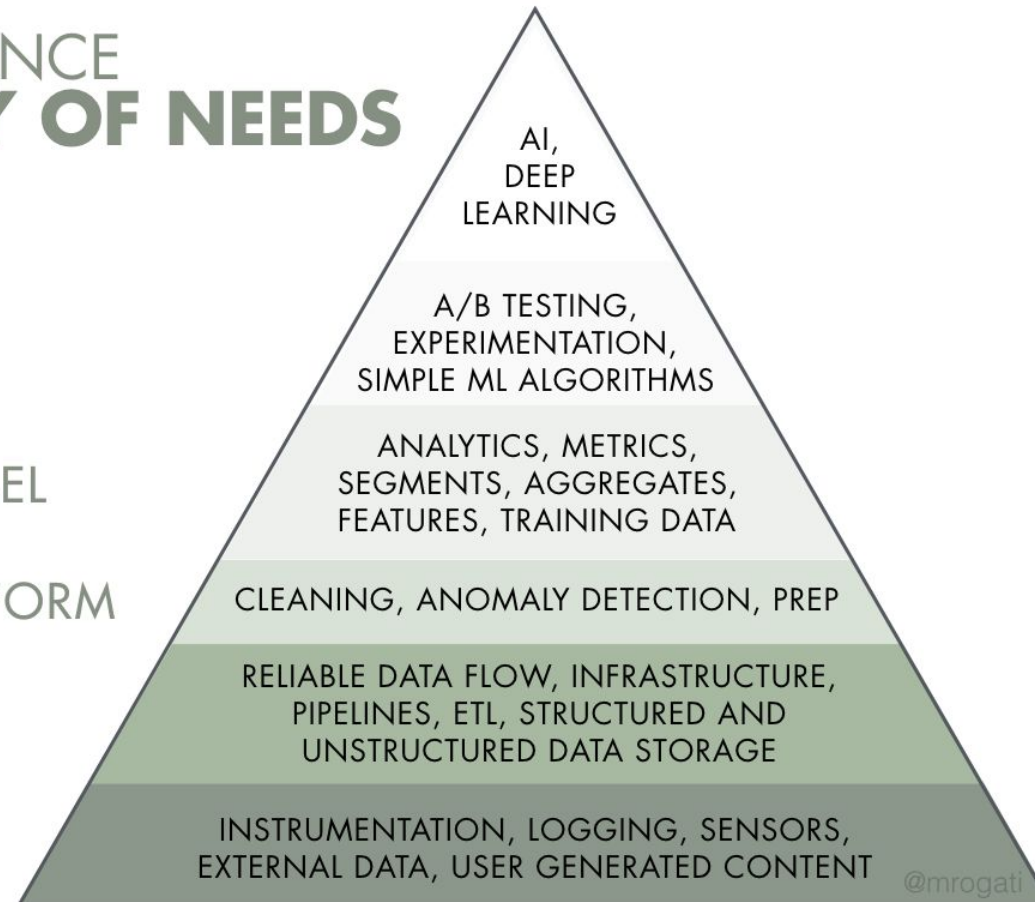 NCE
Y OF NEEDS
AI,
DEEP
LEARNING
A/B TESTING,
EXPERIMENTATION,
SIMPLE ML ALGORITHMS
ANALYTICS, METRICS,
SEGMENTS, AGGREGATES,
FEATURES, TRAINING DATA
EL
ORM
CLEANING, ANOMALY DETECTION, PREP
RELIABLE DATA FLOW, INFRASTRUCTURE,
PIPELINES, ETL, STRUCTURED AND
UNSTRUCTURED DATA STORAGE
INSTRUMENTATION, LOGGING, SENSORS,
EXTERNAL DATA, USER GENERATED CONTENT
@mrogati